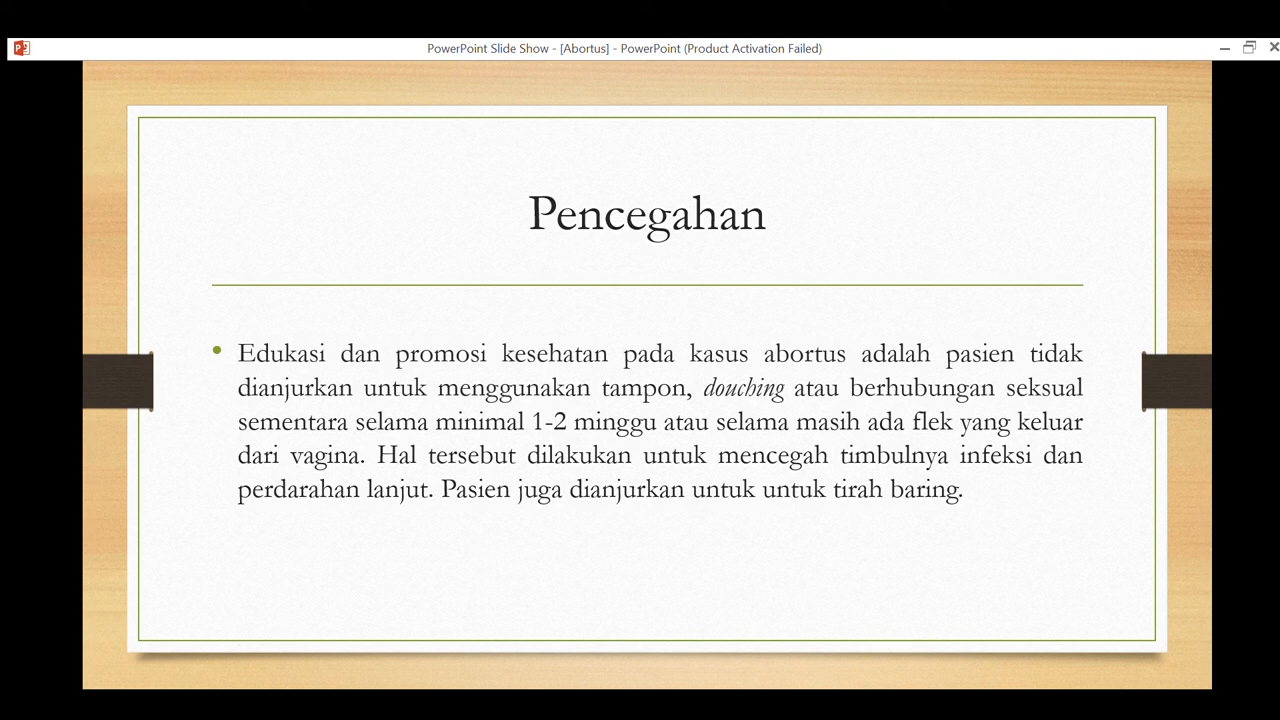 PowerPoint Slide Show - [Abortus] - PowerPoint (Product Activation Failed)
Pencegahan
• Edukasi dan promosi kesehatan pada kasus abortus adalah pasien tidak
dianjurkan untuk menggunakan tampon, douching atau berhubungan seksual
sementara selama minimal 1-2 minggu atau selama masih ada flek yang keluar
dari vagina. Hal tersebut dilakukan untuk mencegah timbulnya infeksi dan
perdarahan lanjut. Pasien juga dianjurkan untuk untuk tirah baring.